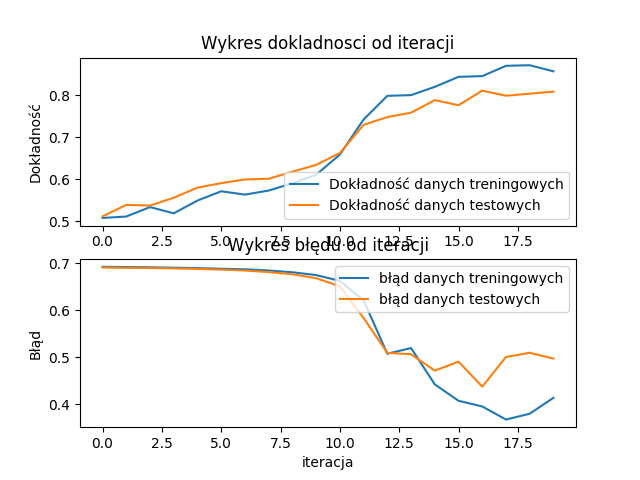 Wykres dokladnosci od iteracji
Dokładność
0.8
0.7
0.6
0.5
Dokładność danych treningowych
Dokładność danych testowych
0.0 2.5 5.0 7.5 10.0 12.5 15.0 17.5
Wykres błędu od iteracji
Błąd
0.7
0.6
0.5
0.4
błąd danych treningowych
błąd danych testowych
0.0 2.5 5.0 7.5 10.0 12.5 15.0 17.5
iteracja